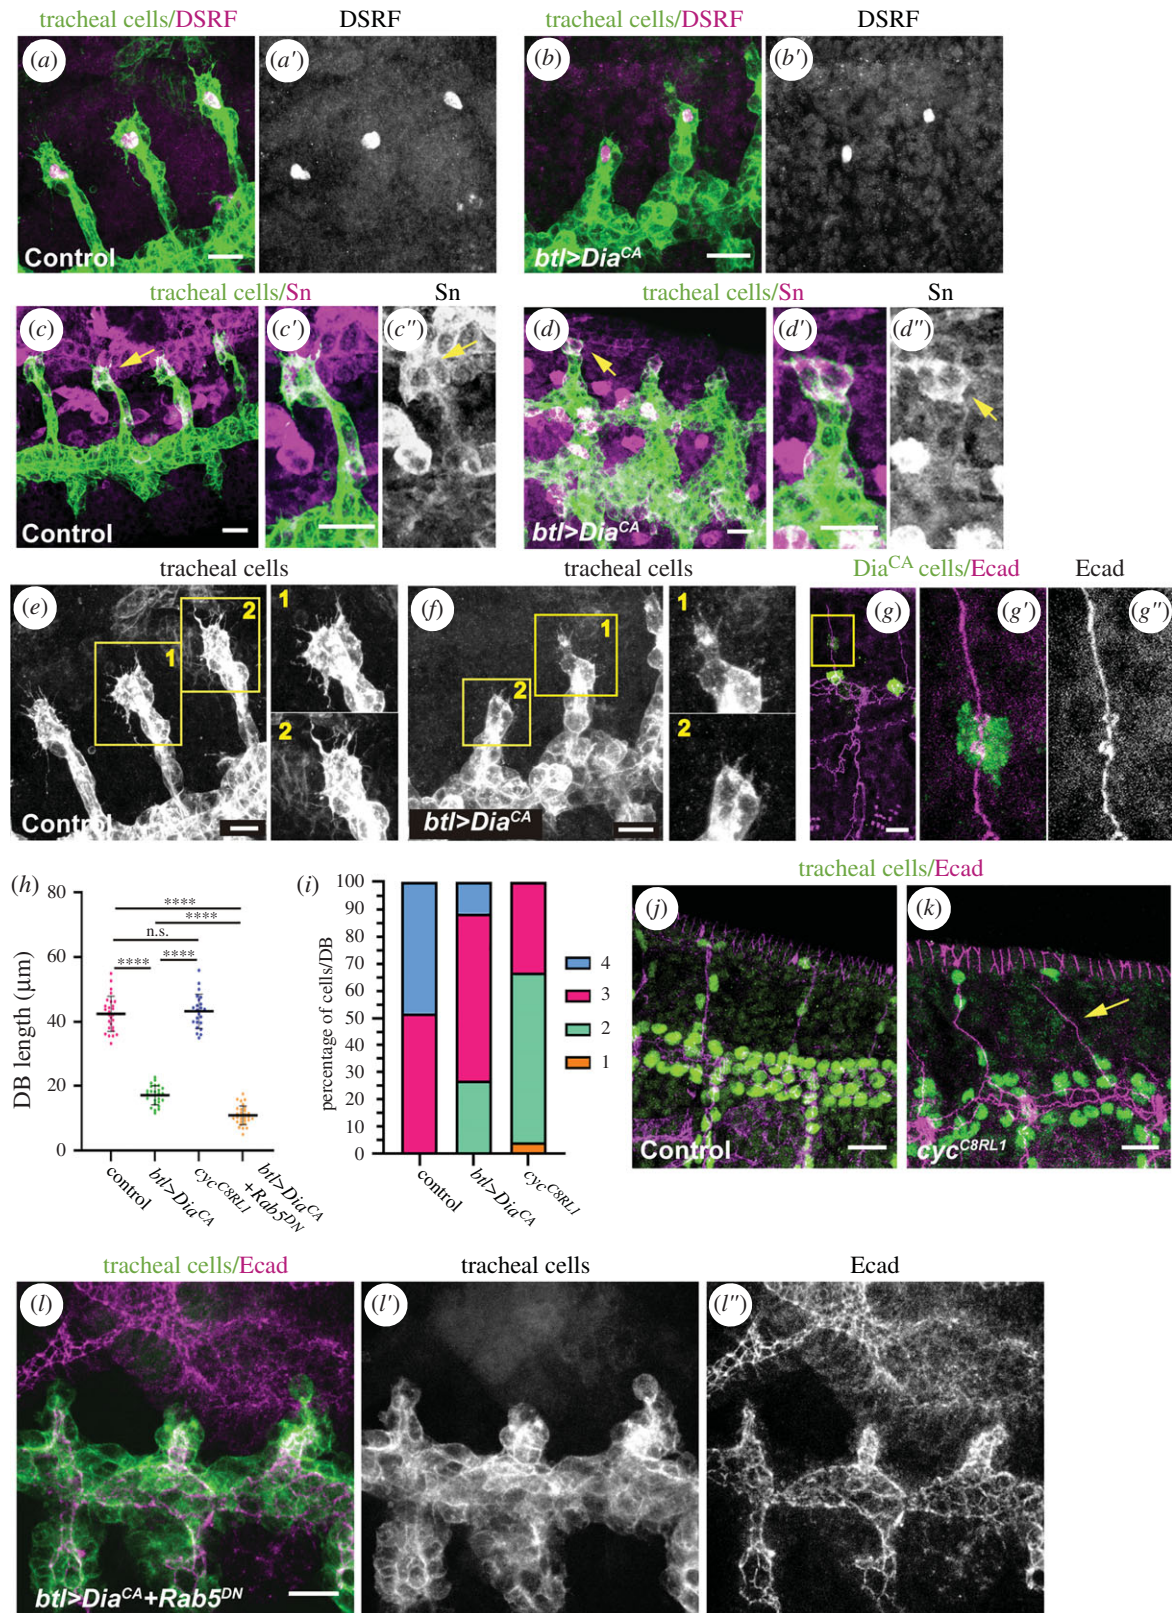 tracheal cells/DSRF
DSRF
tracheal cells/DSRF
DSRF
(a)
(a')
(b)
(b')
Control
btl>Dia^CA
tracheal cells/Sn
Sn
tracheal cells/Sn
Sn
(c)
(c')
(c'')
(d)
(d')
(d'')
Control
btl>Dia^CA
tracheal cells
tracheal cells
Dia^CA cells/Ecad
Ecad
(e)
2
1
1
2
Control
(f)
1
2
1
2
btl>Dia^CA
(g)
(g')
(g'')
(h)
80
60
40
20
0
DB length (µm)
****
****
n.s.
****
****
control
btl>Dia^CA
cyc^C8RL1
btl>Dia^CA
+Rab5^DN
(i)
100
90
80
70
60
50
40
30
20
10
0
percentage of cells/DB
4
3
2
1
control
btl>Dia^CA
cyc^C8RL1
tracheal cells/Ecad
(j)
(k)
Control
cyc^C8RL1
tracheal cells/Ecad
tracheal cells
Ecad
(l)
(l')
(l'')
btl>Dia^CA+Rab5^DN